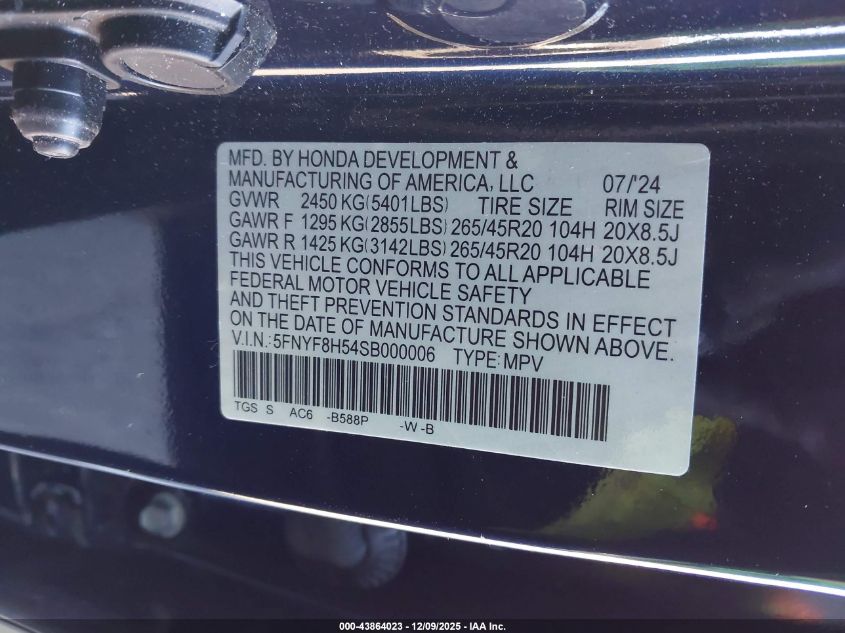 MFD. BY HONDA DEVELOPMENT &
MANUFACTURING OF AMERICA, LLC 07/'24
GVWR 2450 KG(5401LBS) TIRE SIZE RIM SIZE
GAWR F 1295 KG(2855LBS) 265/45R20 104H 20X8.5J
GAWR R 1425 KG(3142LBS) 265/45R20 104H 20X8.5J
THIS VEHICLE CONFORMS TO ALL APPLICABLE
FEDERAL MOTOR VEHICLE SAFETY
AND THEFT PREVENTION STANDARDS IN EFFECT
ON THE DATE OF MANUFACTURE SHOWN ABOVE.
V.I.N.:5FNYF8H54SB000006 TYPE:MPV
TGS S AC6 -B588P -W -B
000-43864023 - 12/09/2025 - IAA Inc.